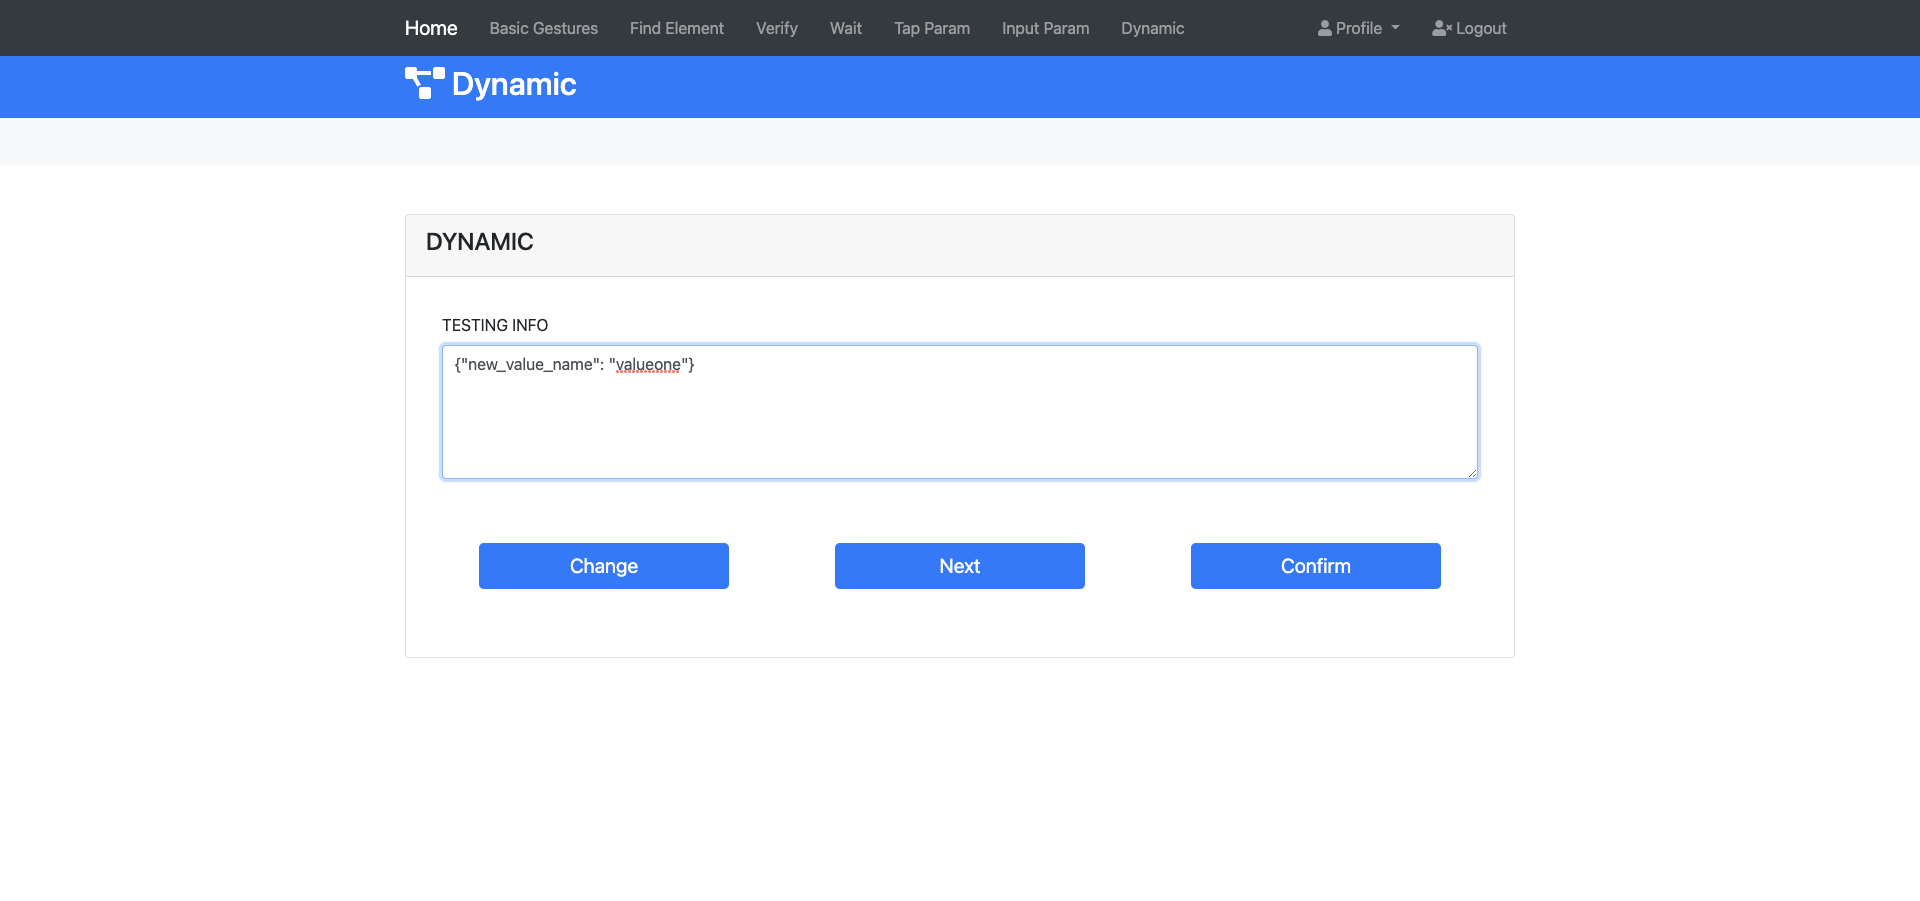 Home Basic Gestures Find Element Verify Wait Tap Param Input Param Dynamic Profile Logout
Dynamic
DYNAMIC
TESTING INFO
{"new_value_name": "valueone"}
Change Next Confirm